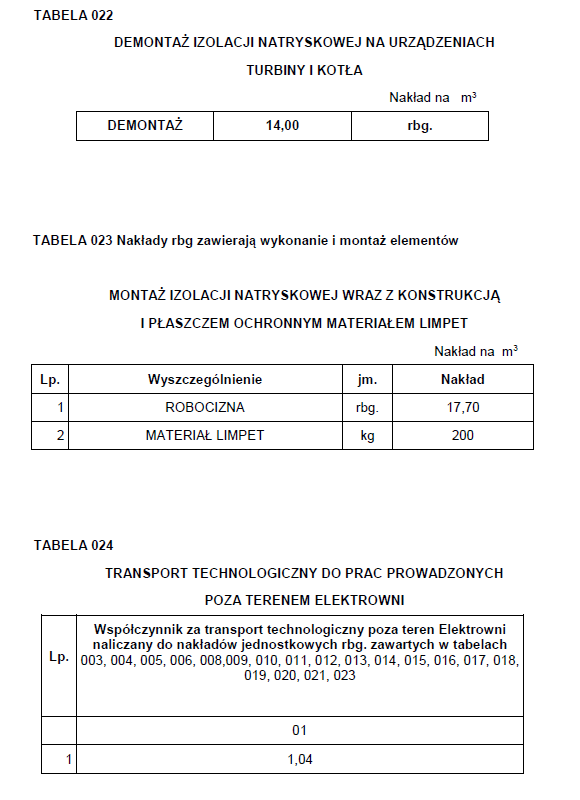 TABELA 022
DEMONTAŻ IZOLACJI NATRYSKOWEJ NA URZĄDZENIACH
TURBINY I KOTŁA
Nakład na m³
DEMONTAŻ 14,00 rbg.
TABELA 023 Nakłady rbg zawierają wykonanie i montaż elementów
MONTAŻ IZOLACJI NATRYSKOWEJ WRAZ Z KONSTRUKCJĄ
I PŁASZCZEM OCHRONNYM MATERIAŁEM LIMPET
Nakład na m³
Lp. Wyszczególnienie jm. Nakład
1 ROBOCIZNA rbg. 17,70
2 MATERIAŁ LIMPET kg 200
TABELA 024
TRANSPORT TECHNOLOGICZNY DO PRAC PROWADZONYCH
POZA TERENEM ELEKTROWNI
Lp.
Współczynnik za transport technologiczny poza teren Elektrowni
naliczany do nakładów jednostkowych rbg. zawartych w tabelach
003, 004, 005, 006, 008,009, 010, 011, 012, 013, 014, 015, 016, 017, 018,
019, 020, 021, 023
01
1 1,04